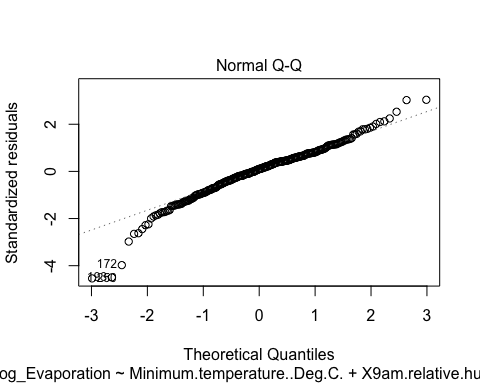 Normal Q-Q
Standardized residuals
2
0
-2
-4
172
-3 -2 -1 0 1 2 3
Theoretical Quantiles
og_Evaporation ~ Minimum.temperature..Deg.C. + X9am.relative.hu